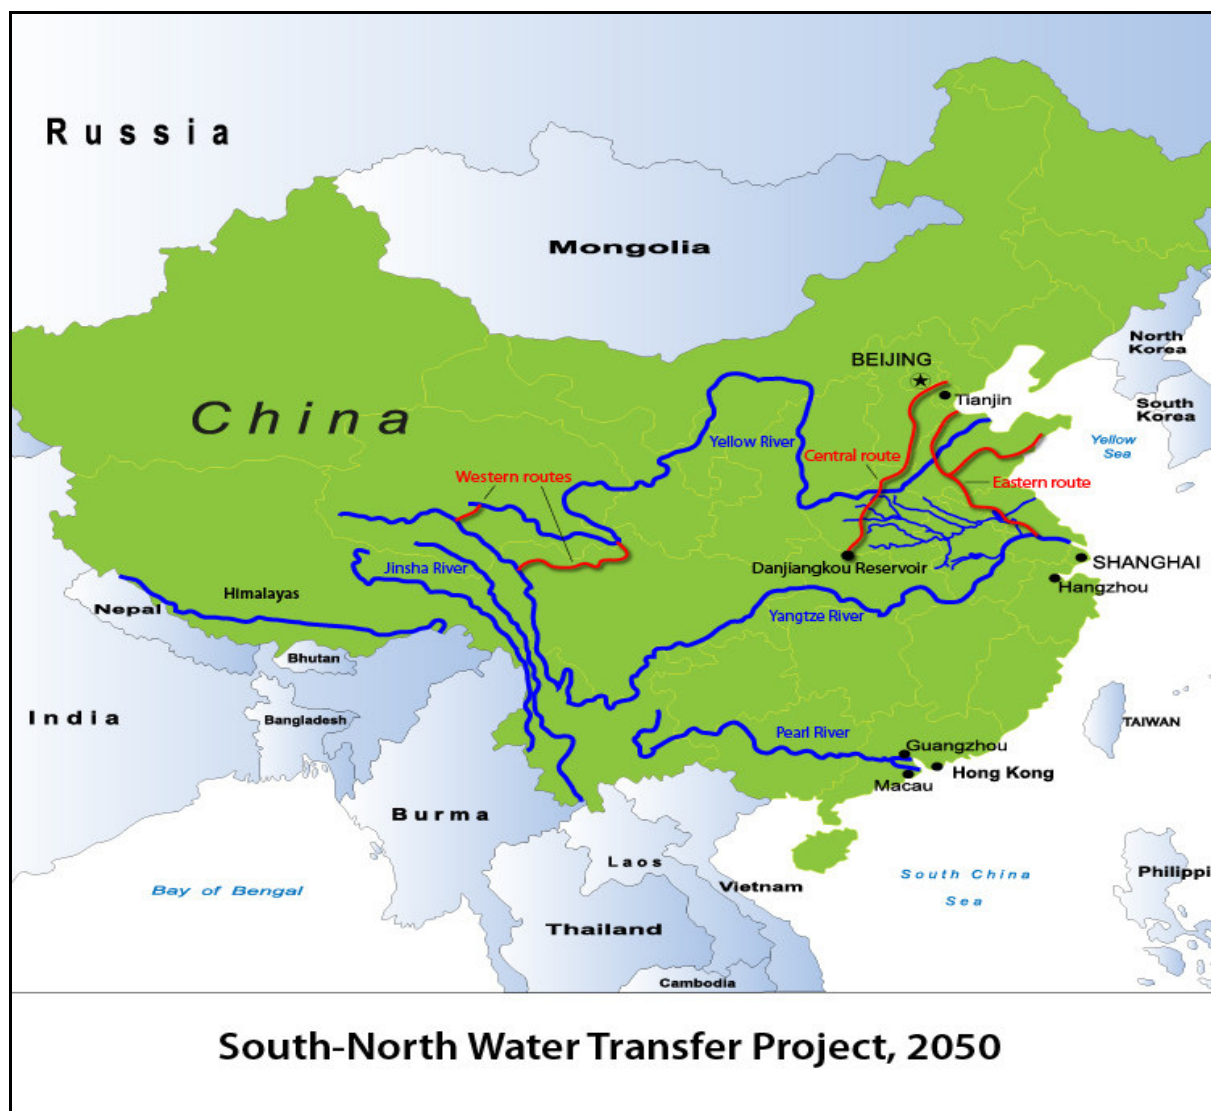 Russia
Mongolia
BEIJING
North
Korea
Tianjin
South
Korea
China
Yellow River
Yellow
Sea
Central route
Western routes
Eastern route
Danjiangkou Reservoir
SHANGHAI
Jinsha River
Hangzhou
Himalayas
Nepal
Yangtze River
Bhutan
India
Bangladesh
TAIWAN
Pearl River
Guangzhou
Hong Kong
Macau
Burma
Laos
South China
Sea
Philippi
Vietnam
Bay of Bengal
Thailand
Cambodia
South-North Water Transfer Project, 2050